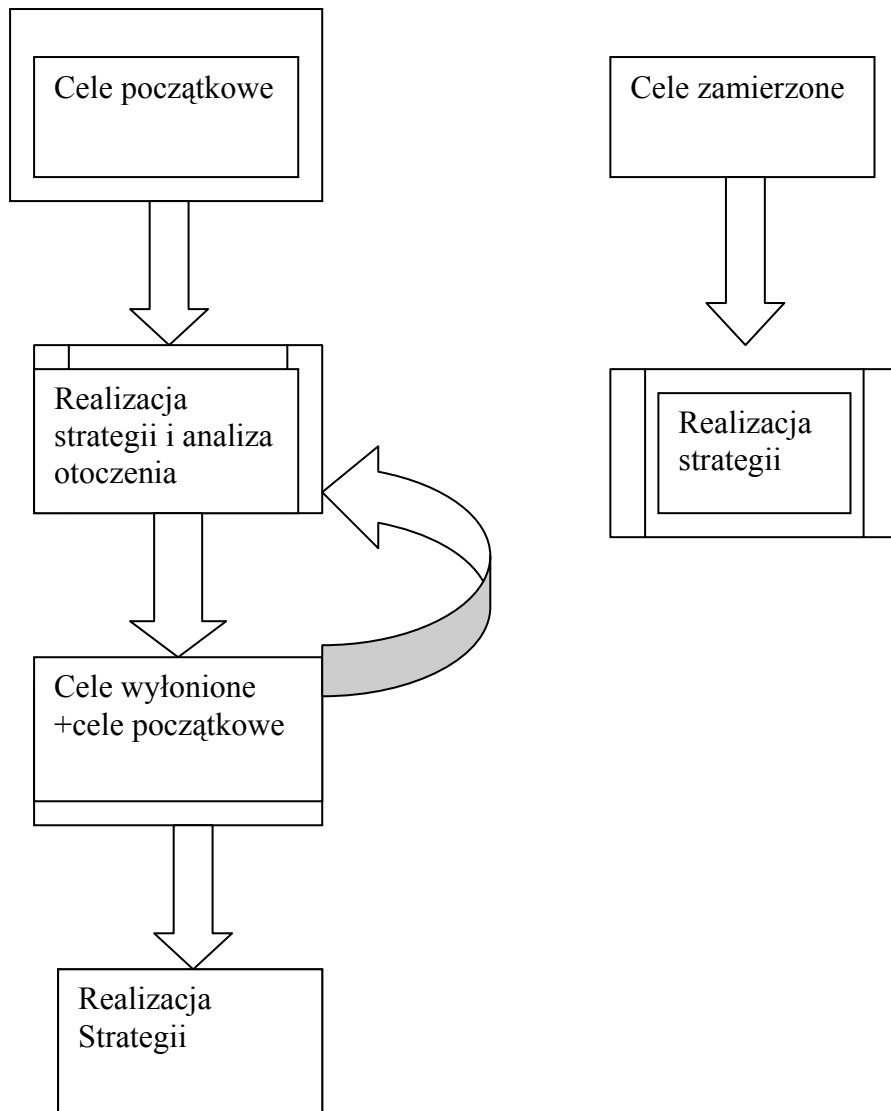 Cele początkowe
Cele zamierzone
Realizacja
strategii i analiza
otoczenia
Realizacja
strategii
Cele wyłonione
+cele początkowe
Realizacja
Strategii